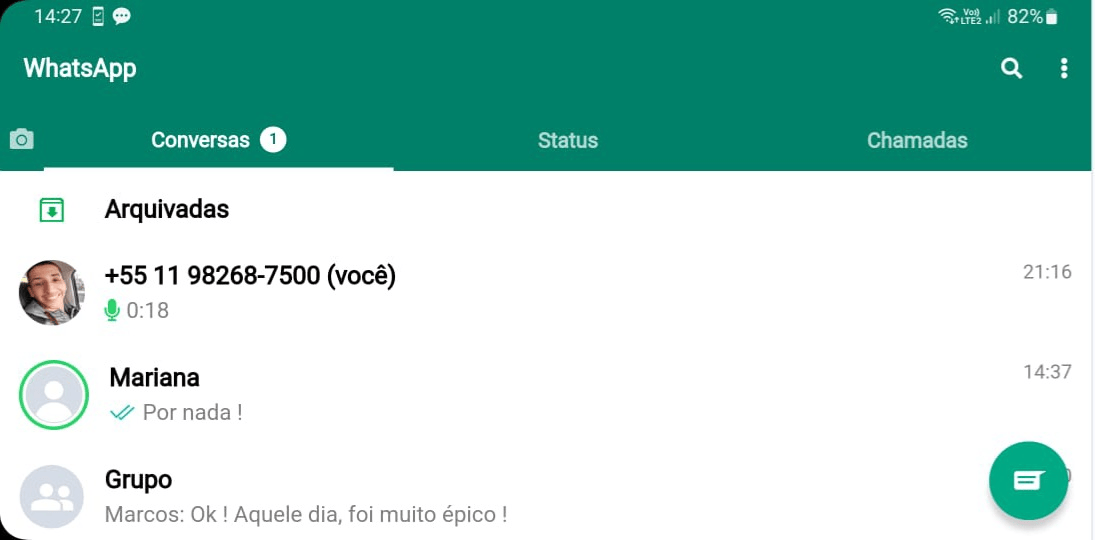 14:27 Vo)) LTE2 82%
WhatsApp
Conversas 1 Status Chamadas
Arquivadas
+55 11 98268-7500 (você) 21:16
0:18
Mariana 14:37
Por nada !
Grupo
Marcos: Ok ! Aquele dia, foi muito épico !